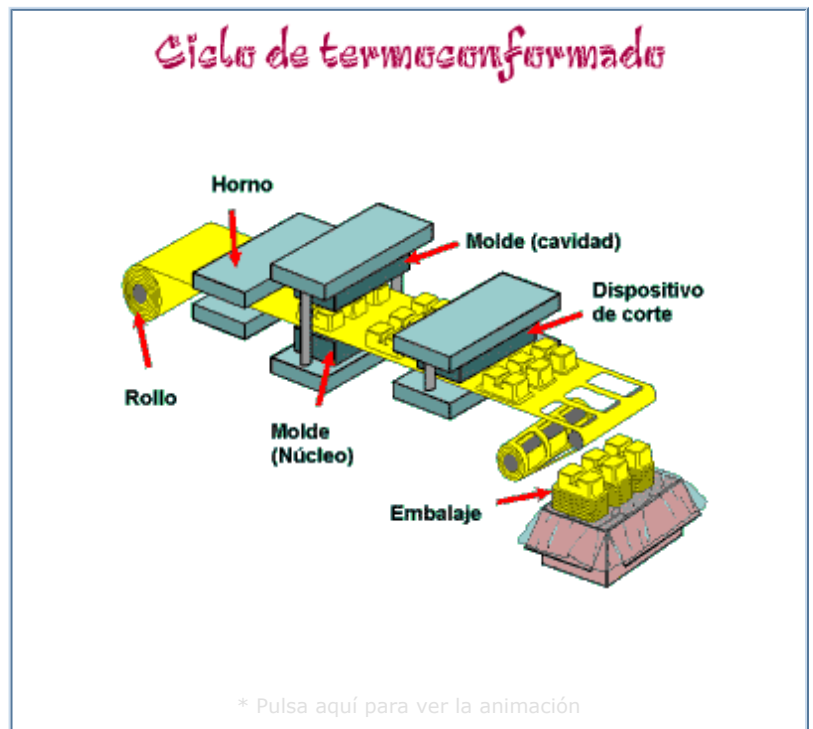 Ciclo de termoconformado
Horno
Molde (cavidad)
Dispositivo
de corte
Rollo
Molde
(Núcleo)
Embalaje
* Pulsa aquí para ver la animación